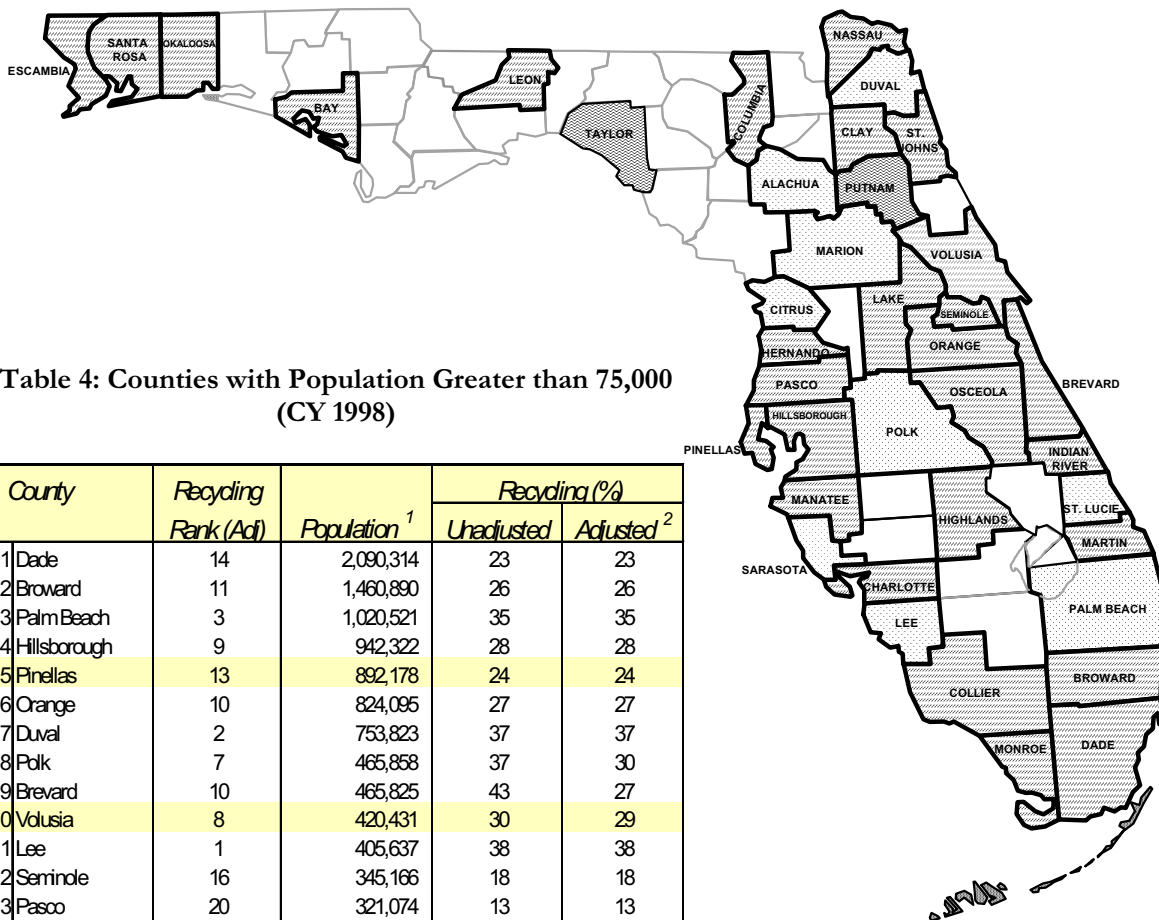 NASSAU
SANTA
ROSA
OKALOOSA
ESCAMBIA
LEON
DUVAL
BAY
COLUMBIA
TAYLOR
CLAY
ST.
JOHNS
ALACHUA
PUTNAM
MARION
VOLUSIA
LAKE
CITRUS
SEMINOLE
HERNANDO
ORANGE
PASCO
OSCEOLA
BREVARD
HILLSBOROUGH
POLK
PINELLAS
INDIAN
RIVER
MANATEE
HIGHLANDS
ST. LUCIE
MARTIN
SARASOTA
CHARLOTTE
LEE
PALM BEACH
COLLIER
BROWARD
MONROE
DADE
Table 4: Counties with Population Greater than 75,000
(CY 1998)
County Recycling Recycling (%)
Rank (Adj) Population 1 Unadjusted Adjusted 2
1 Dade 14 2,090,314 23 23
2 Broward 11 1,460,890 26 26
3 Palm Beach 3 1,020,521 35 35
4 Hillsborough 9 942,322 28 28
5 Pinellas 13 892,178 24 24
6 Orange 10 824,095 27 27
7 Duval 2 753,823 37 37
8 Polk 7 465,858 37 30
9 Brevard 10 465,825 43 27
0 Volusia 8 420,431 30 29
1 Lee 1 405,637 38 38
2 Seminole 16 345,166 18 18
3 Pasco 20 321,074 13 13